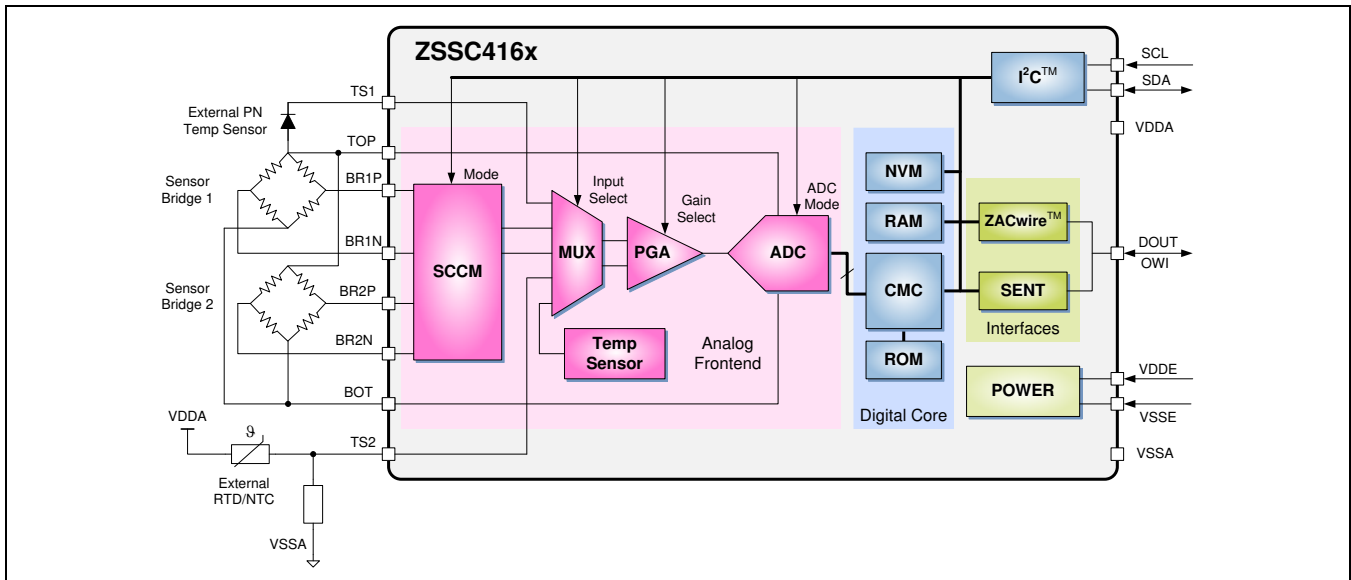 ZSSC416x
I²C™
SCL
SDA
TS1
External PN
Temp Sensor
VDDA
TOP
Mode
Input
Select
Gain
Select
ADC
Mode
NVM
BR1P
Sensor
Bridge 1
RAM
ZACwire™
BR1N
SCCM
MUX
PGA
ADC
CMC
DOUT
OWI
Sensor
Bridge 2
BR2P
SENT
Interfaces
BR2N
Temp
Sensor
Analog
Frontend
ROM
POWER
VDDE
VSSE
BOT
Digital Core
VDDA
ϑ
TS2
VSSA
External
RTD/NTC
VSSA